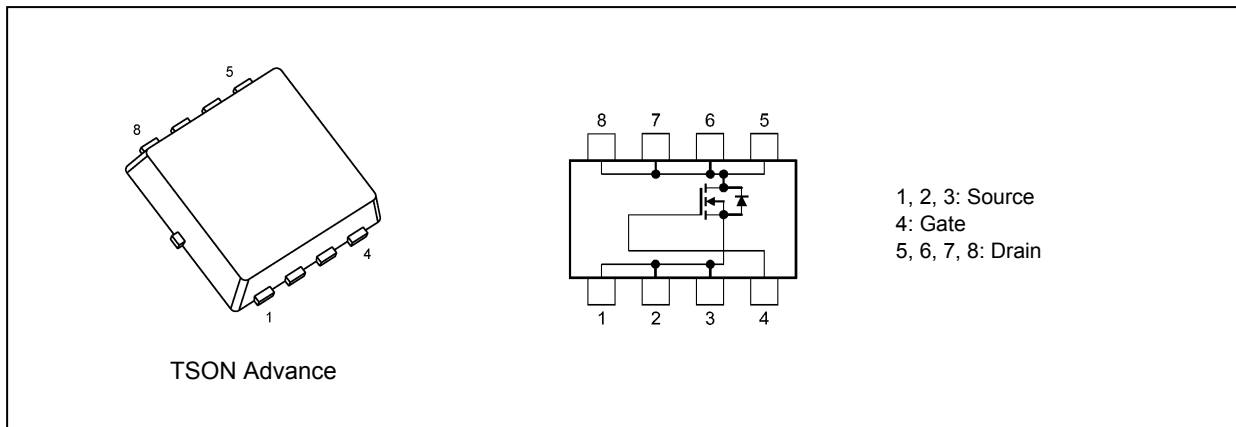 5
8
4
1
TSON Advance
8 7 6 5
1 2 3 4
1, 2, 3: Source
4: Gate
5, 6, 7, 8: Drain